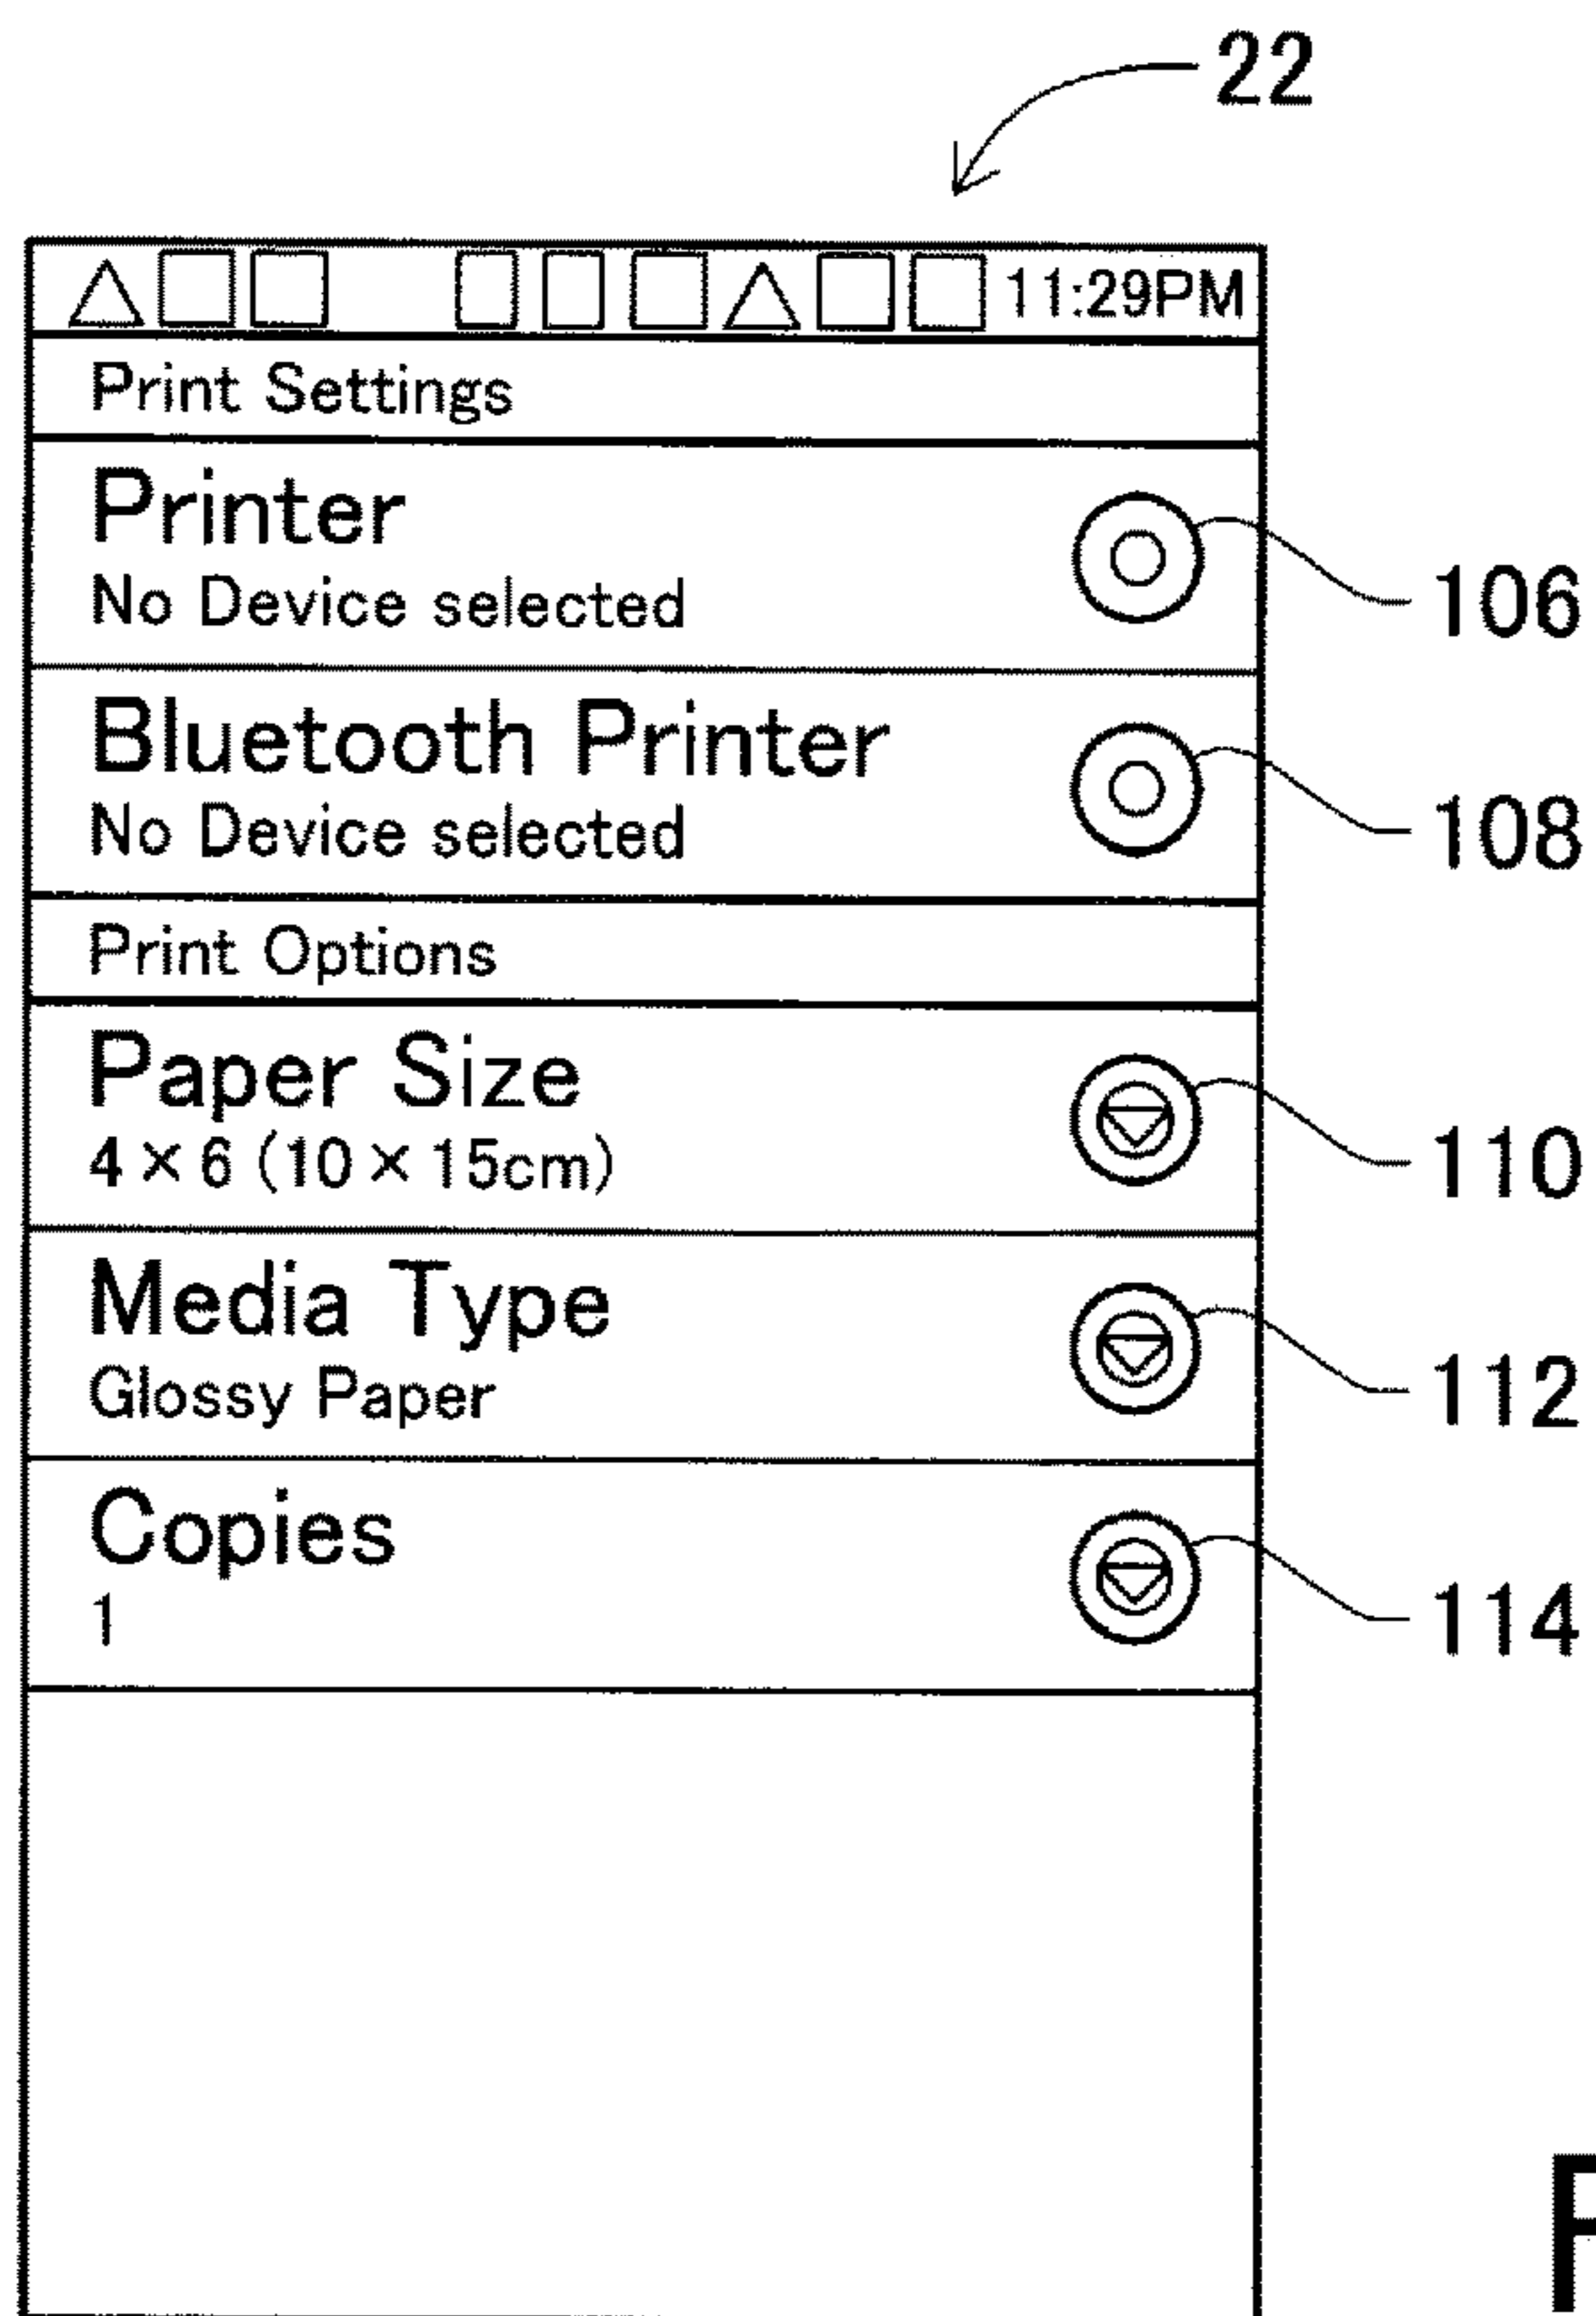 22
11:29PM
Print Settings
Printer
No Device selected
106
Bluetooth Printer
No Device selected
108
Print Options
Paper Size
4×6 (10×15cm)
110
Media Type
Glossy Paper
112
Copies
1
114